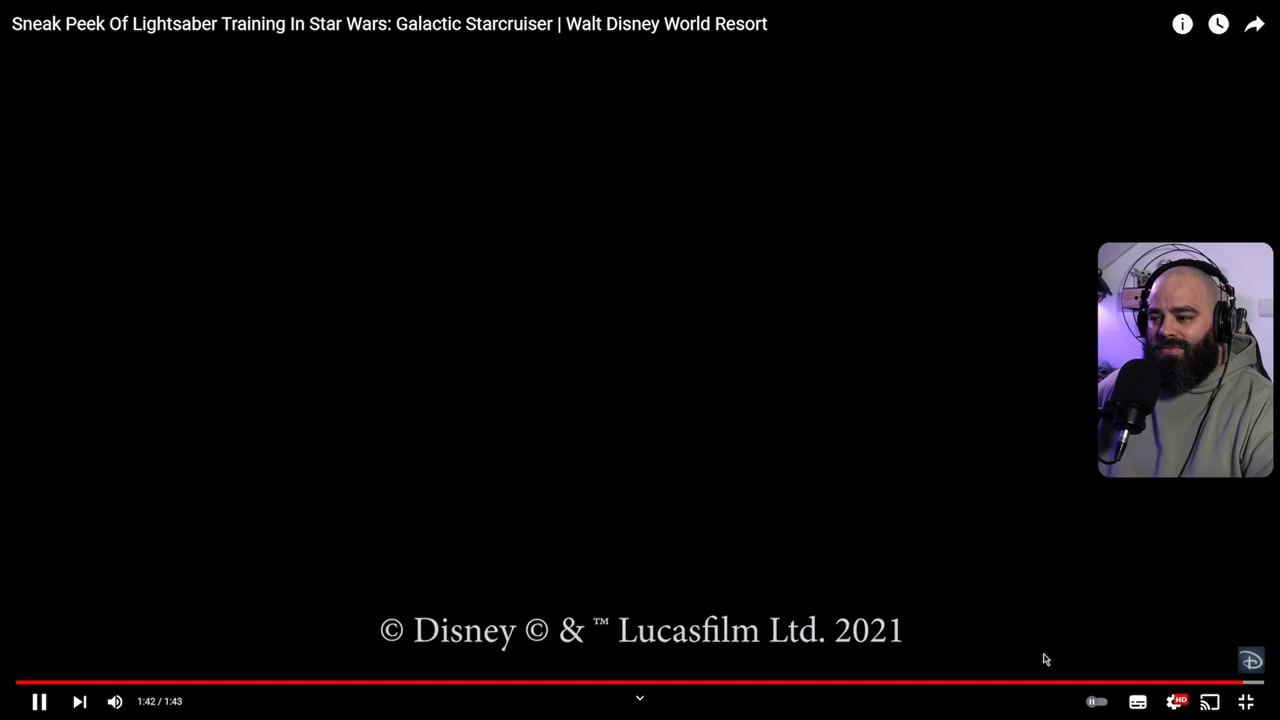 Sneak Peek Of Lightsaber Training In Star Wars: Galactic Starcruiser | Walt Disney World Resort
© Disney © & ™ Lucasfilm Ltd. 2021
1:42 / 1:43
HD